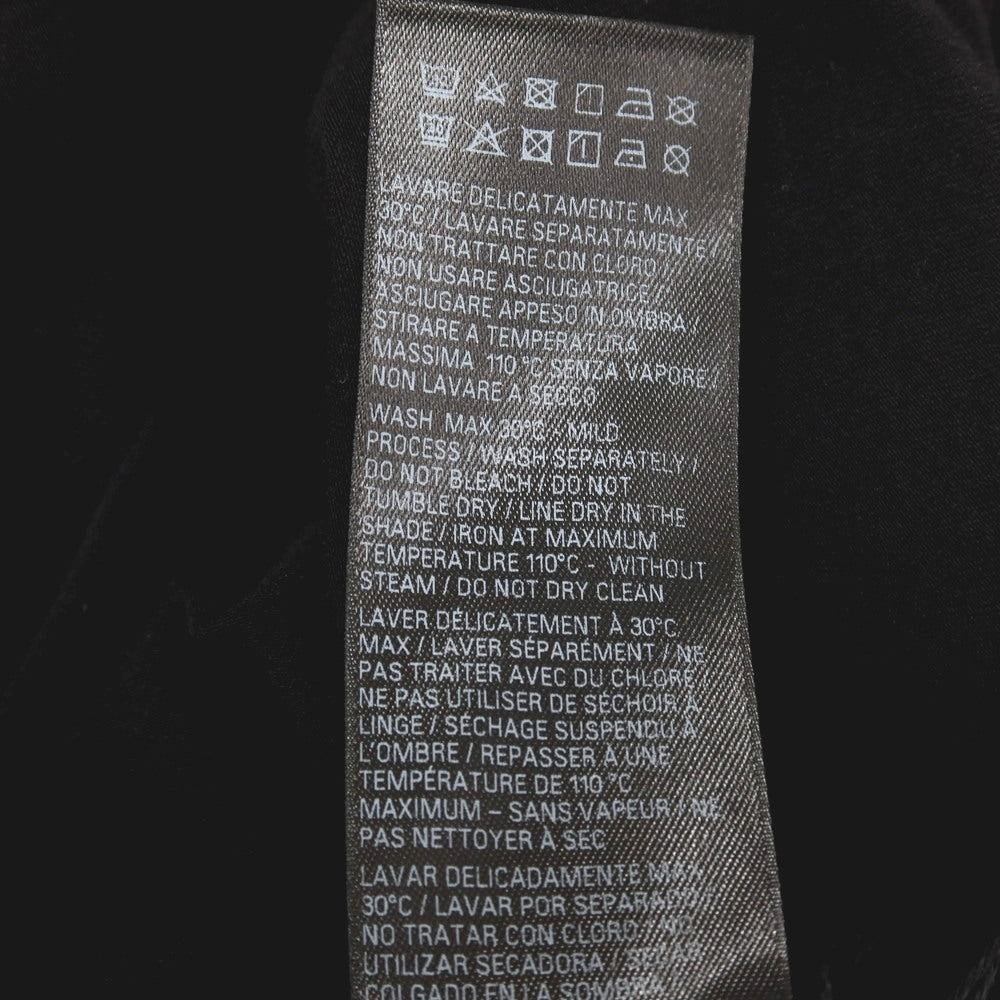 LAVARE DELICATAMENTE MAX
30°C / LAVARE SEPARATAMENTE /
NON TRATTARE CON CLORO /
NON USARE ASCIUGATRICE
ASCIUGARE APPESO IN OMBRA /
STIRARE A TEMPERATURA
MASSIMA 110 °C SENZA VAPORE /
NON LAVARE A SECCO
WASH MAX 30°C - MILD
PROCESS / WASH SEPARATELY /
DO NOT BLEACH / DO NOT
TUMBLE DRY / LINE DRY IN THE
SHADE / IRON AT MAXIMUM
TEMPERATURE 110°C - WITHOUT
STEAM / DO NOT DRY CLEAN
LAVER DÉLICATEMENT À 30°C
MAX / LAVER SÉPARÉMENT / NE
PAS TRAITER AVEC DU CHLORE
NE PAS UTILISER DE SÉCHOIR À
LINGE / SÉCHAGE SUSPENDU À
L'OMBRE / REPASSER À UNE
TEMPÉRATURE DE 110 °C
MAXIMUM – SANS VAPEUR / NE
PAS NETTOYER À SEC
LAVAR DELICADAMENTE MAX
30°C / LAVAR POR SEPARADO /
NO TRATAR CON CLORO / NO
UTILIZAR SECADORA / SECAR
COLGADO EN LA SOMBRA